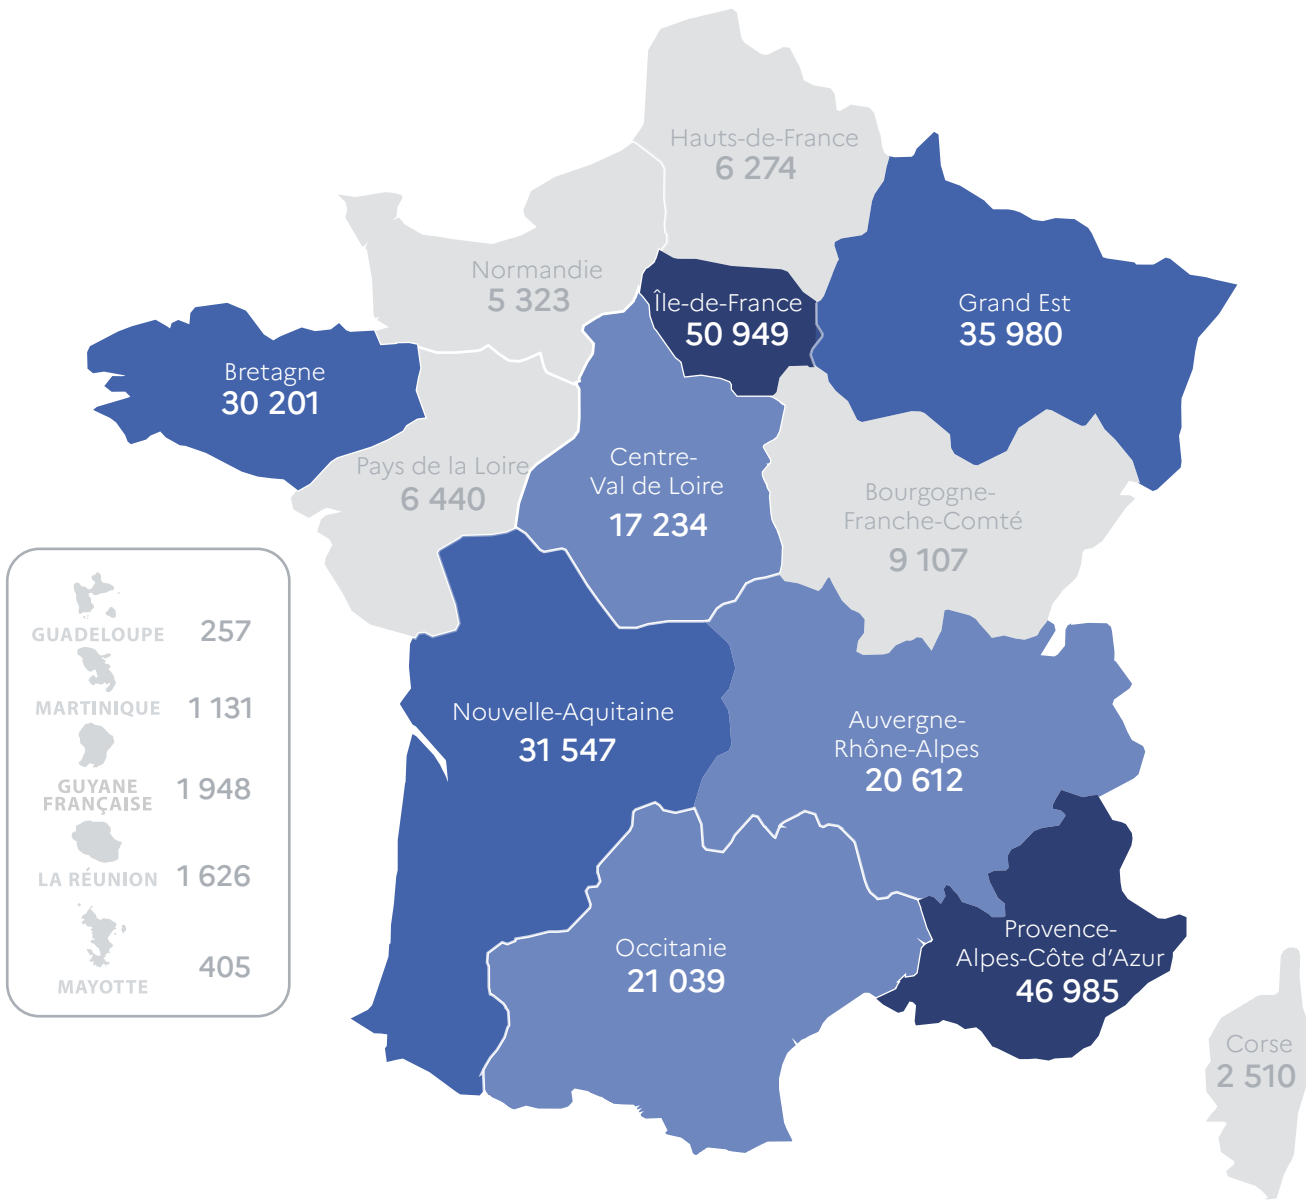 Hauts-de-France
6 274
Normandie
5 323
Île-de-France
50 949
Grand Est
35 980
Bretagne
30 201
Pays de la Loire
6 440
Centre-
Val de Loire
17 234
Bourgogne-
Franche-Comté
9 107
Nouvelle-Aquitaine
31 547
Auvergne-
Rhône-Alpes
20 612
Occitanie
21 039
Provence-
Alpes-Côte d'Azur
46 985
Corse
2 510
GUADELOUPE 257
MARTINIQUE 1 131
GUYANE
FRANÇAISE 1 948
LA RÉUNION 1 626
MAYOTTE 405